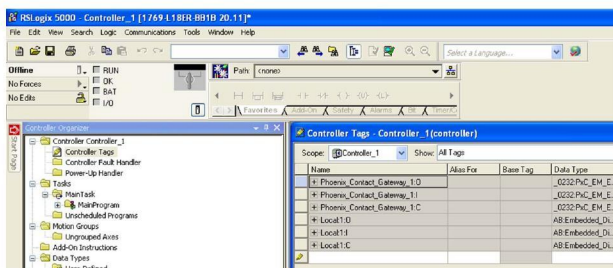 RSLogix 5000 - Controller_1 [1769-L18ER-BB1B 20.11]*
File Edit View Search Logic Communications Tools Window Help
Select a Language...
Offline
RUN
Path: <none>
No Forces
OK
No Edits
BAT
I/O
Favorites Add-On Safety Alarms Bit
Controller Organizer
Start Page
Controller Controller_1
Controller Tags
Controller Fault Handler
Power-Up Handler
Tasks
MainTask
MainProgram
Unscheduled Programs
Motion Groups
Ungrouped Axes
Add-On Instructions
Data Types
Controller Tags - Controller_1(controller)
Scope: Controller_1 Show: All Tags
Name Alias For Base Tag Data Type
+ Phoenix_Contact_Gateway_1:O _0232:PxC_EM_E...
+ Phoenix_Contact_Gateway_1:I _0232:PxC_EM_E...
+ Phoenix_Contact_Gateway_1:C _0232:PxC_EM_E...
+ Local:1:O AB:Embedded_Di...
+ Local:1:I AB:Embedded_Di...
+ Local:1:C AB:Embedded_Di...